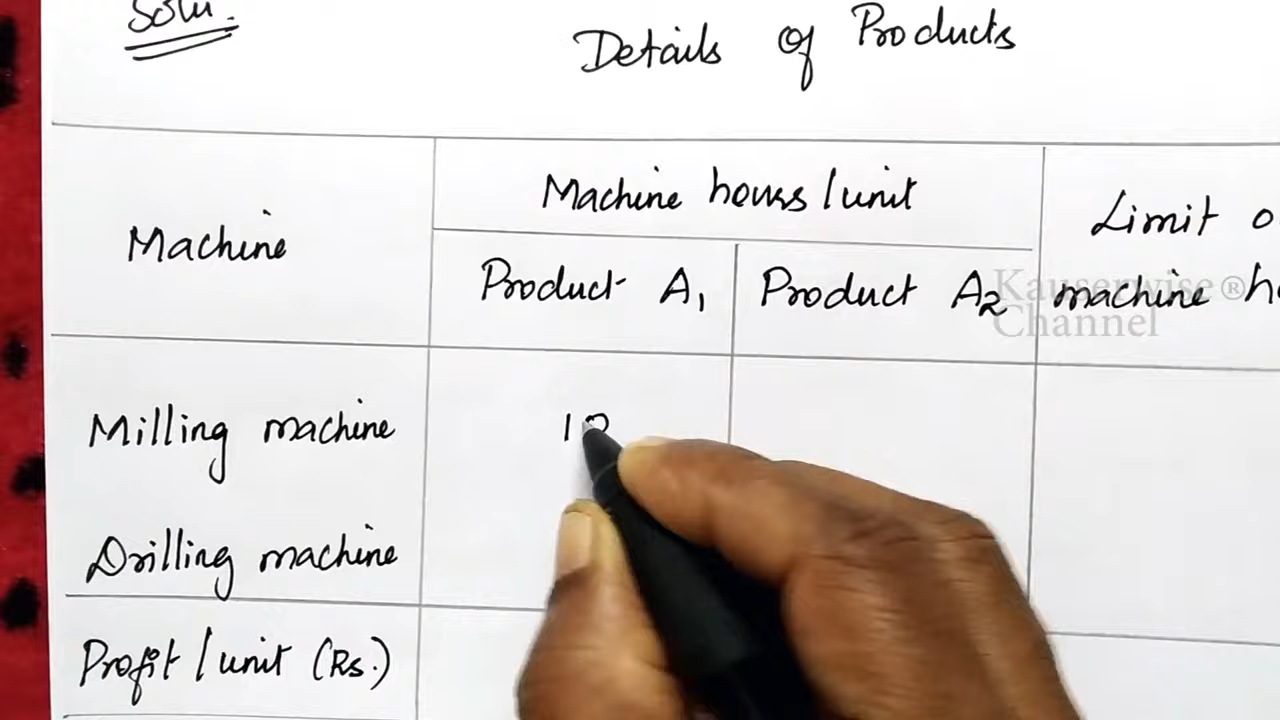 Soln.
Details of Products
Machine hours/unit
Machine
Limit o
Product A1
Product A2
machine h
Kauserwise®
Channel
Milling machine
Drilling machine
Profit/unit (Rs.)